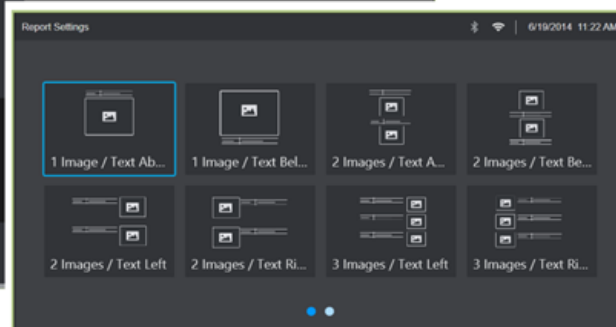 Report Settings
6/19/2014 11:22 AM
1 Image / Text Ab...
1 Image / Text Bel...
2 Images / Text A...
2 Images / Text Be...
2 Images / Text Left
2 Images / Text Ri...
3 Images / Text Left
3 Images / Text Ri...